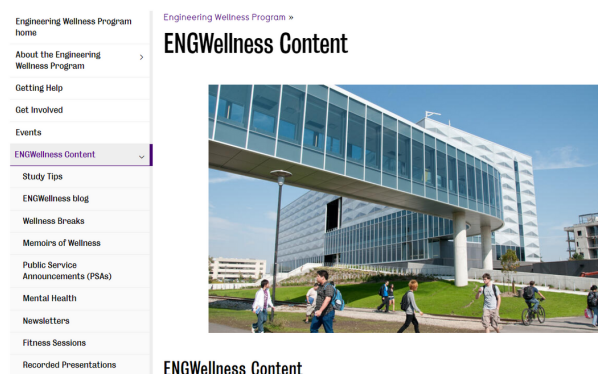 Engineering Wellness Program
home
About the Engineering
Wellness Program
Getting Help
Get Involved
Events
ENGWellness Content
Study Tips
ENGWellness blog
Wellness Breaks
Memoirs of Wellness
Public Service
Announcements (PSAs)
Mental Health
Newsletters
Fitness Sessions
Recorded Presentations
Engineering Wellness Program »
ENGWellness Content
ENGWellness Content